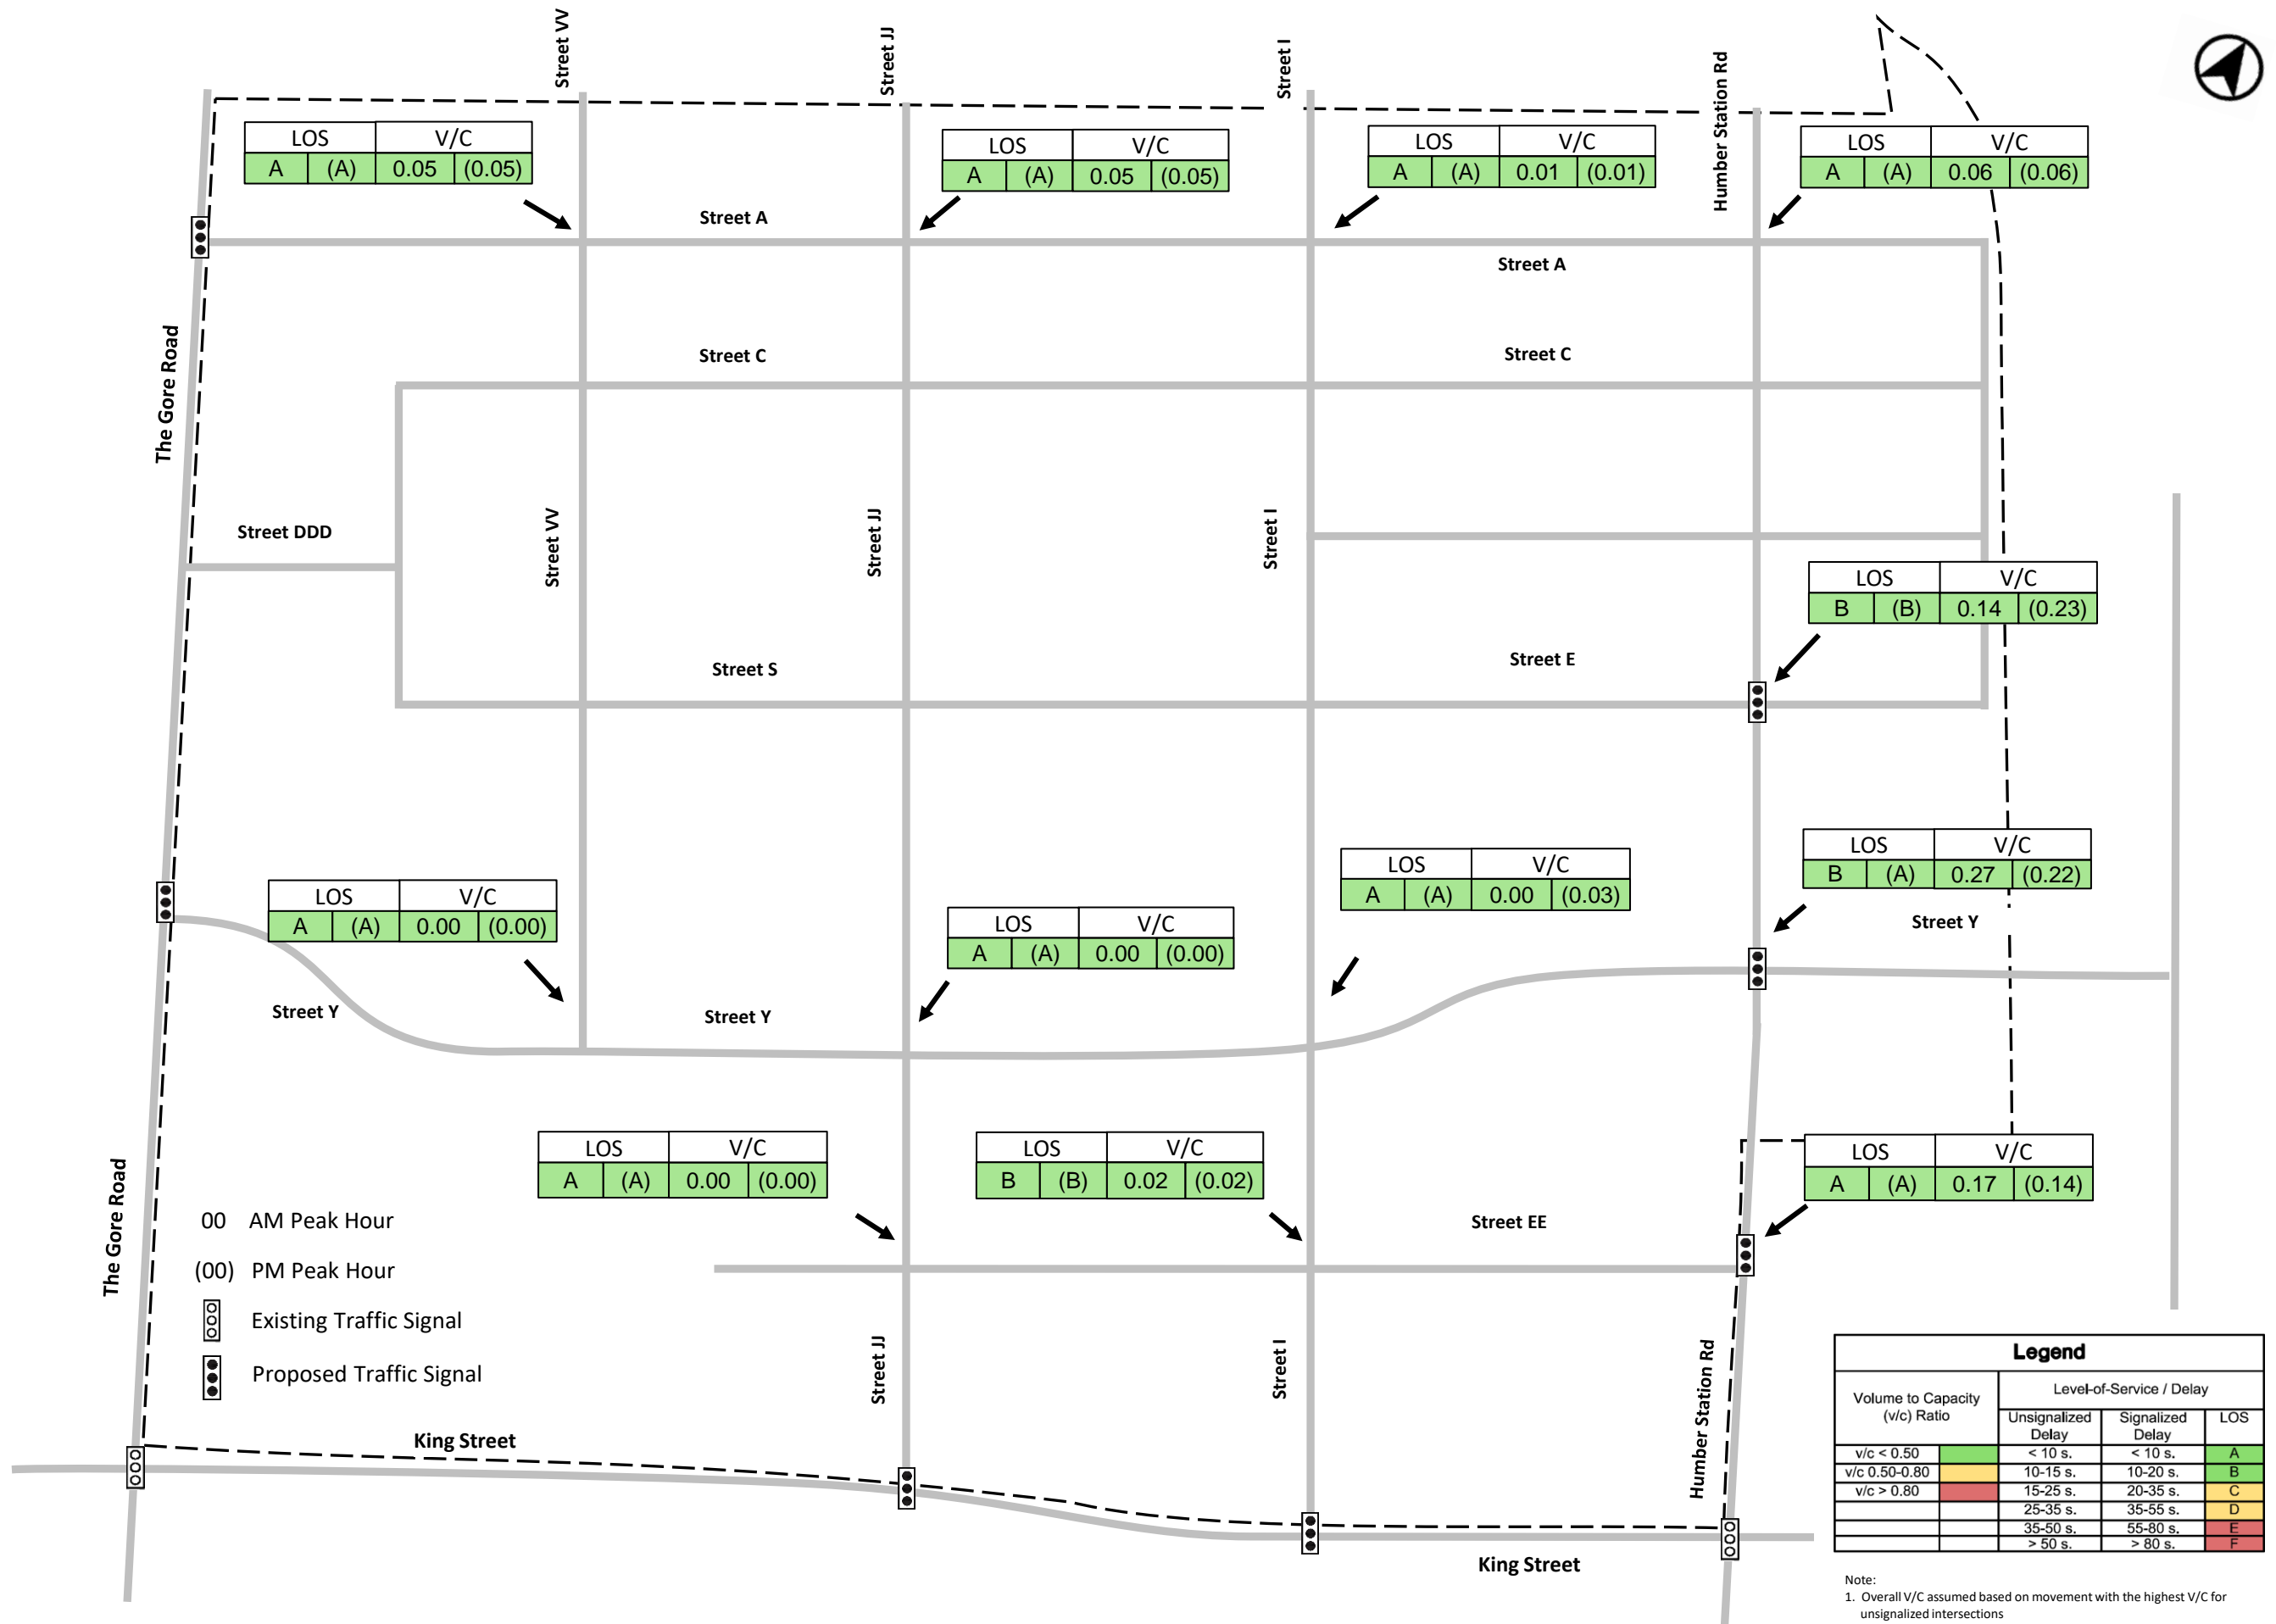 Street VV
Street JJ
Street I
Humber Station Rd
LOS V/C
A (A) 0.05 (0.05)
LOS V/C
A (A) 0.05 (0.05)
LOS V/C
A (A) 0.01 (0.01)
LOS V/C
A (A) 0.06 (0.06)
Street A
Street A
The Gore Road
Street C
Street C
Street DDD
Street VV
Street JJ
Street I
LOS V/C
B (B) 0.14 (0.23)
Street S
Street E
LOS V/C
A (A) 0.00 (0.00)
LOS V/C
A (A) 0.00 (0.00)
LOS V/C
A (A) 0.00 (0.03)
LOS V/C
B (A) 0.27 (0.22)
Street Y
Street Y
Street Y
LOS V/C
A (A) 0.00 (0.00)
LOS V/C
B (B) 0.02 (0.02)
LOS V/C
A (A) 0.17 (0.14)
The Gore Road
Street EE
00 AM Peak Hour
(00) PM Peak Hour
Existing Traffic Signal
Proposed Traffic Signal
Street JJ
Street I
Humber Station Rd
King Street
King Street
Legend
Volume to Capacity
(v/c) Ratio
Level-of-Service / Delay
Unsignalized
Delay
Signalized
Delay
LOS
v/c < 0.50 < 10 s. < 10 s. A
v/c 0.50-0.80 10-15 s. 10-20 s. B
v/c > 0.80 15-25 s. 20-35 s. C
25-35 s. 35-55 s. D
35-50 s. 55-80 s. E
> 50 s. > 80 s. F
Note:
1. Overall V/C assumed based on movement with the highest V/C for
unsignalized intersections